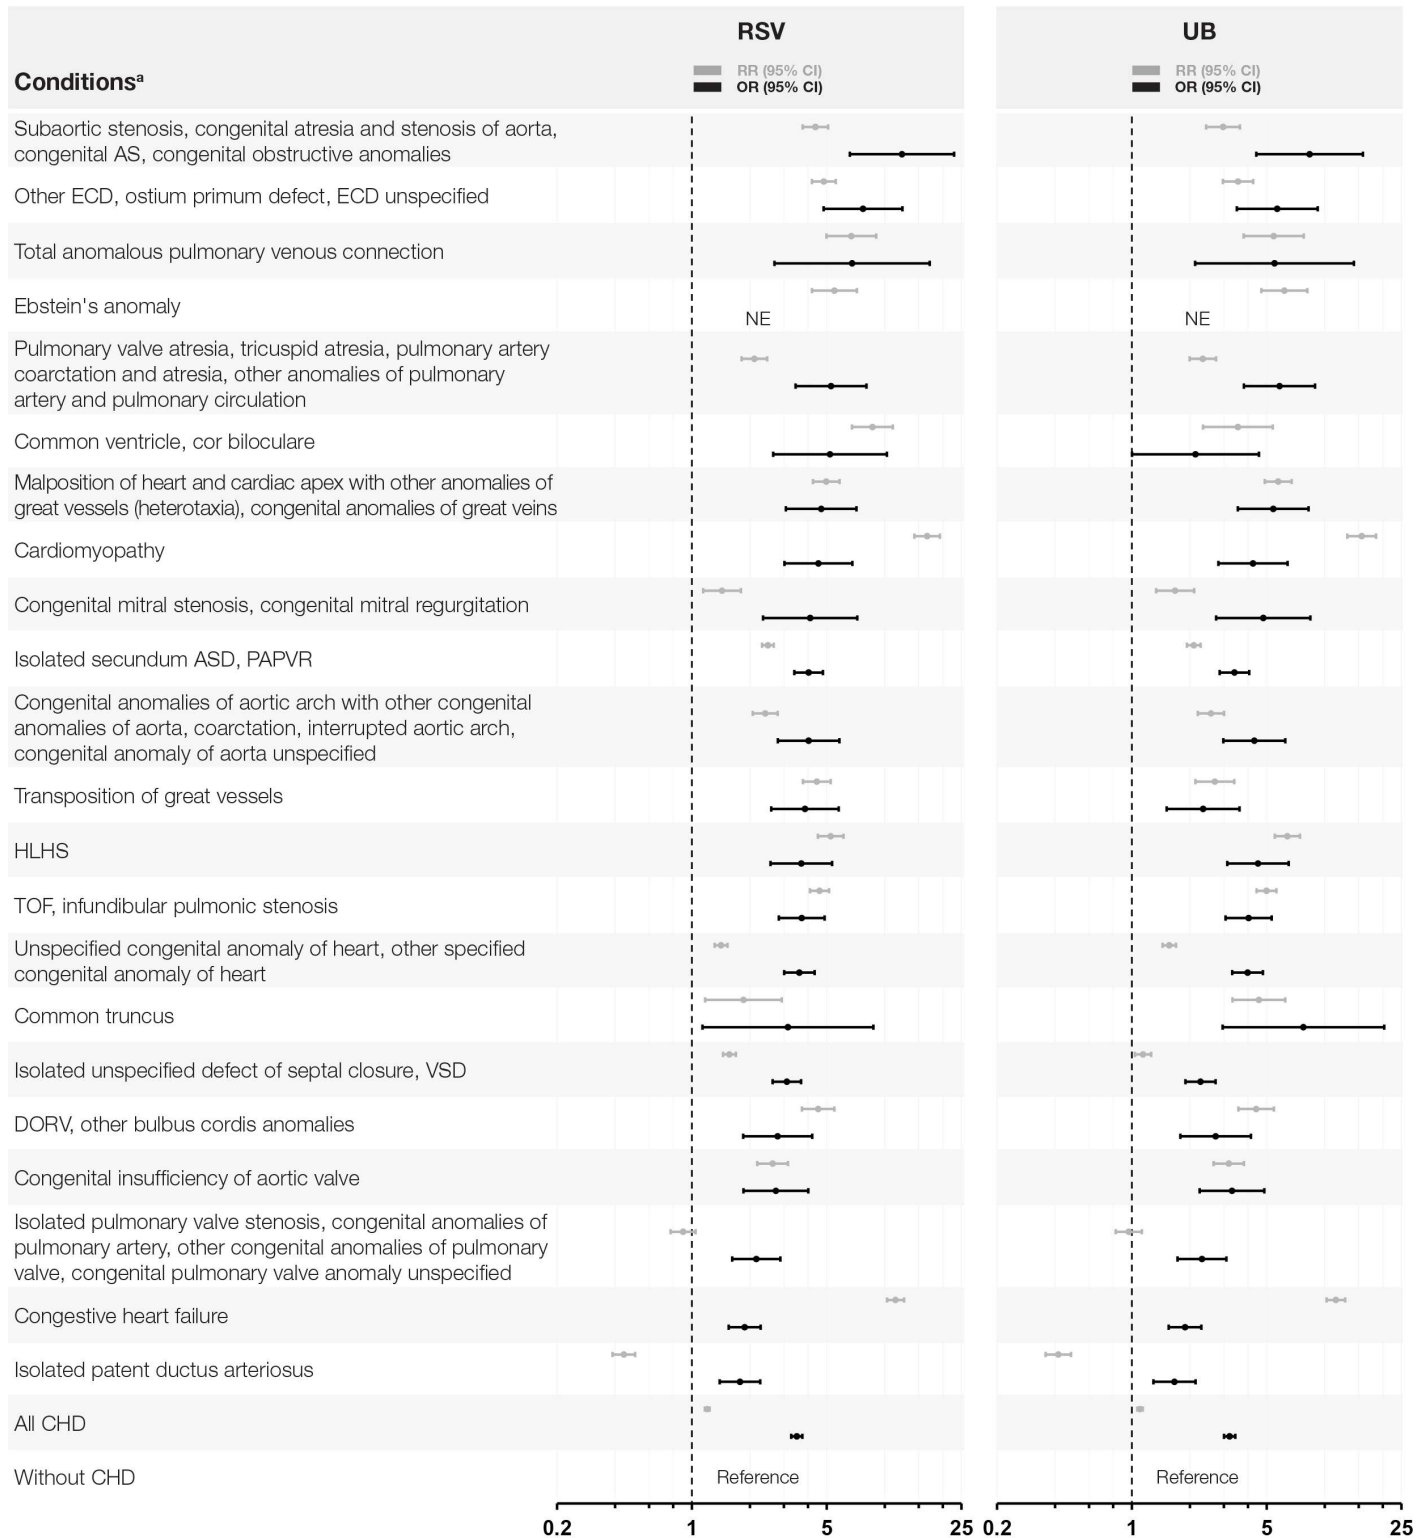 RSV
UB
RR (95% CI)
RR (95% CI)
Conditionsa
OR (95% CI)
OR (95% CI)
Subaortic stenosis, congenital atresia and stenosis of aorta,
congenital AS, congenital obstructive anomalies
Other ECD, ostium primum defect, ECD unspecified
Total anomalous pulmonary venous connection
Ebstein's anomaly
NE
NE
Pulmonary valve atresia, tricuspid atresia, pulmonary artery
coarctation and atresia, other anomalies of pulmonary
artery and pulmonary circulation
Common ventricle, cor biloculare
Malposition of heart and cardiac apex with other anomalies of
great vessels (heterotaxia), congenital anomalies of great veins
Cardiomyopathy
Congenital mitral stenosis, congenital mitral regurgitation
Isolated secundum ASD, PAPVR
Congenital anomalies of aortic arch with other congenital
anomalies of aorta, coarctation, interrupted aortic arch,
congenital anomaly of aorta unspecified
Transposition of great vessels
HLHS
TOF, infundibular pulmonic stenosis
Unspecified congenital anomaly of heart, other specified
congenital anomaly of heart
Common truncus
Isolated unspecified defect of septal closure, VSD
DORV, other bulbus cordis anomalies
Congenital insufficiency of aortic valve
Isolated pulmonary valve stenosis, congenital anomalies of
pulmonary artery, other congenital anomalies of pulmonary
valve, congenital pulmonary valve anomaly unspecified
Congestive heart failure
Isolated patent ductus arteriosus
All CHD
Without CHD
Reference
Reference
0.2 1 5 25
0.2 1 5 25